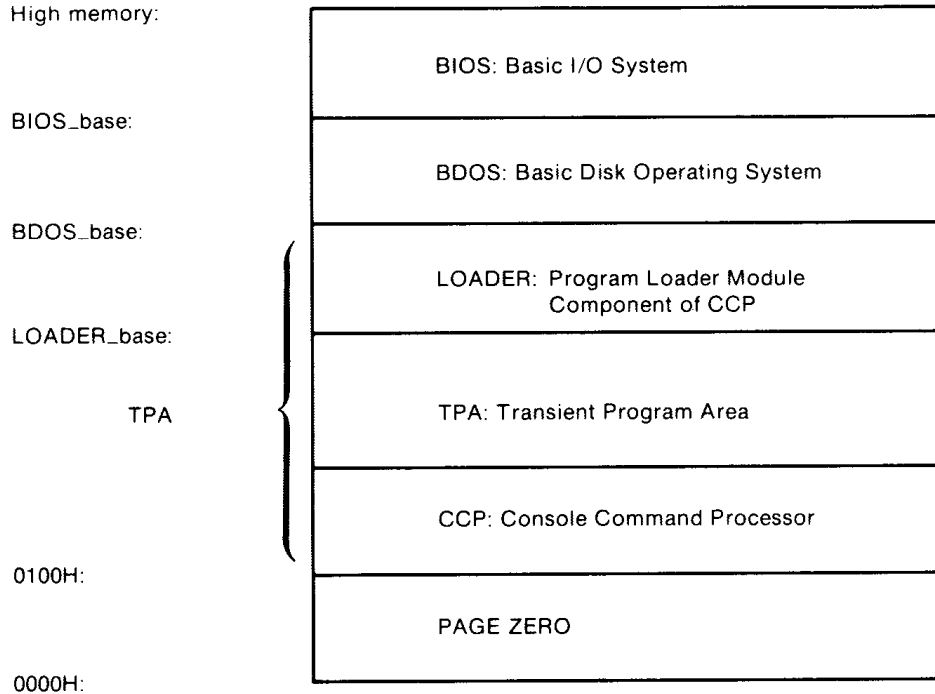 High memory:
BIOS: Basic I/O System
BIOS_base:
BDOS: Basic Disk Operating System
BDOS_base:
LOADER: Program Loader Module
Component of CCP
LOADER_base:
TPA
TPA: Transient Program Area
CCP: Console Command Processor
0100H:
PAGE ZERO
0000H: